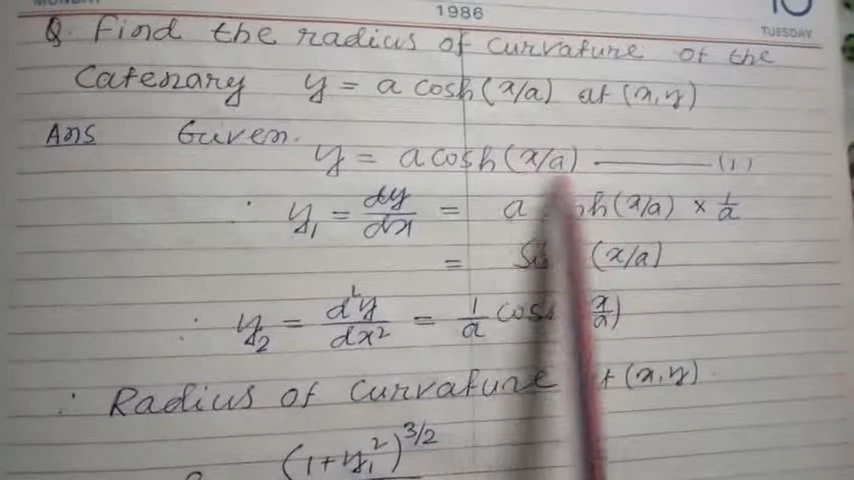 1986
TUESDAY
Q. Find the radius of curvature of the
Catenary y = a cosh(x/a) at (x,y)
Ans Given.
y = a cosh(x/a) ——— (1)
∴ y₁ = dy/dx = a (x/a) × 1/a
= (x/a)
∴ y₂ = d²y/dx² = 1/a (x/a)
∴ Radius of curvature (x,y).
(1+y₁²)^3/2